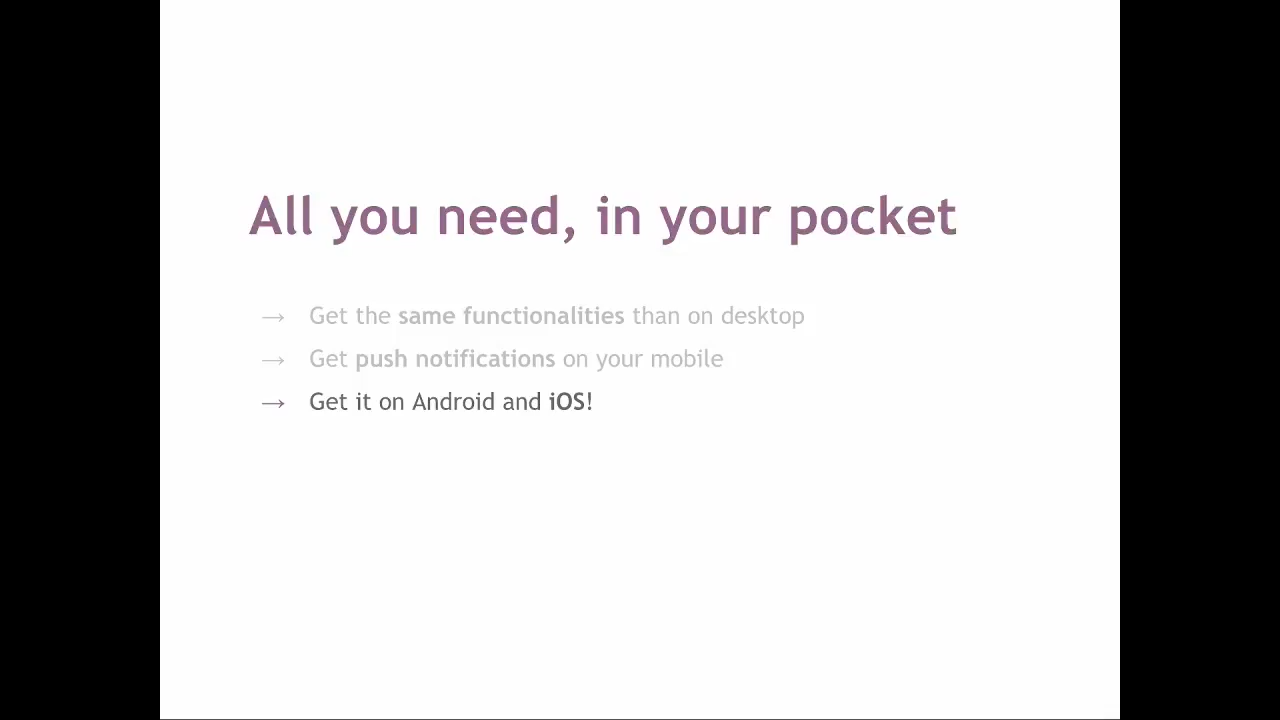 All you need, in your pocket
→ Get the same functionalities than on desktop
→ Get push notifications on your mobile
→ Get it on Android and iOS!